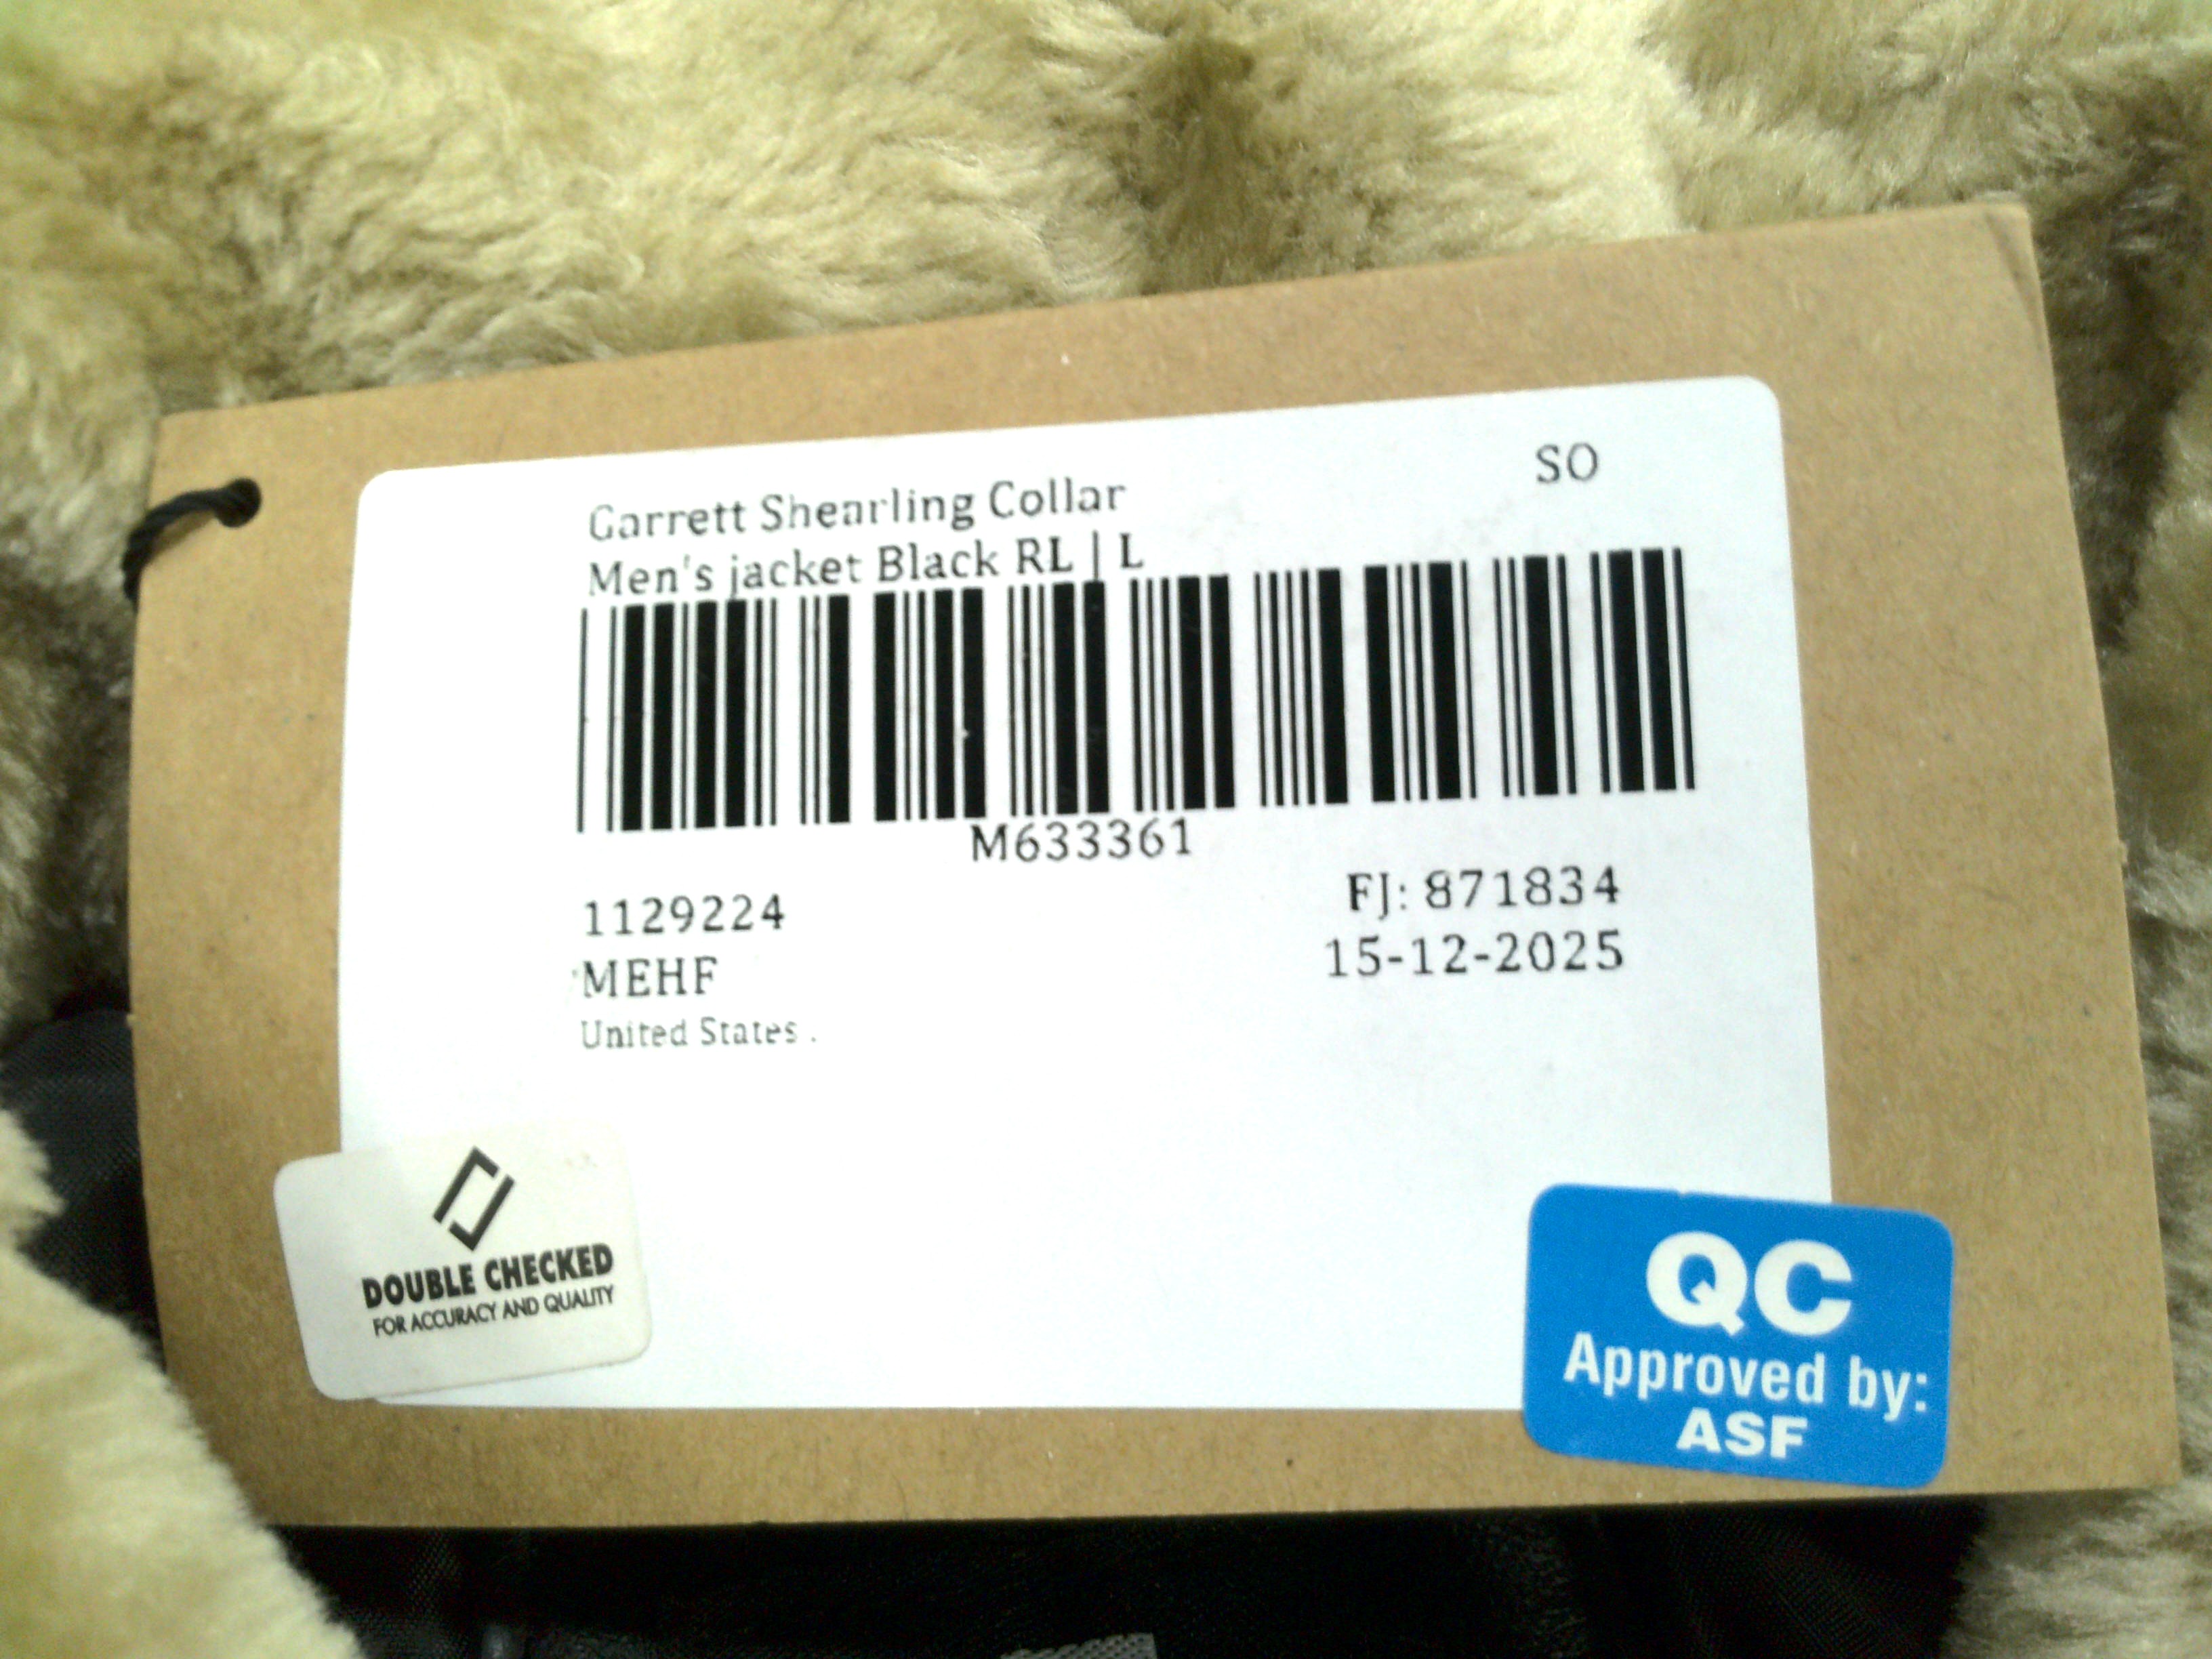 SO
Garrett Shearling Collar
Men's jacket Black RL | L
M633361
1129224
FJ: 871834
MEHF
15-12-2025
United States .
DOUBLE CHECKED
FOR ACCURACY AND QUALITY
QC
Approved by:
ASF